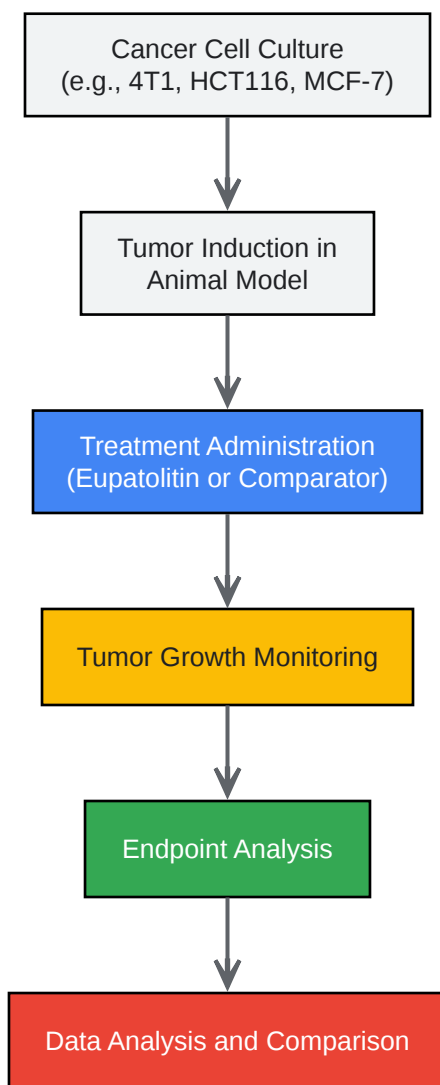 Cancer Cell Culture
(e.g., 4T1, HCT116, MCF-7)
Tumor Induction in
Animal Model
Treatment Administration
(Eupatolitin or Comparator)
Tumor Growth Monitoring
Endpoint Analysis
Data Analysis and Comparison